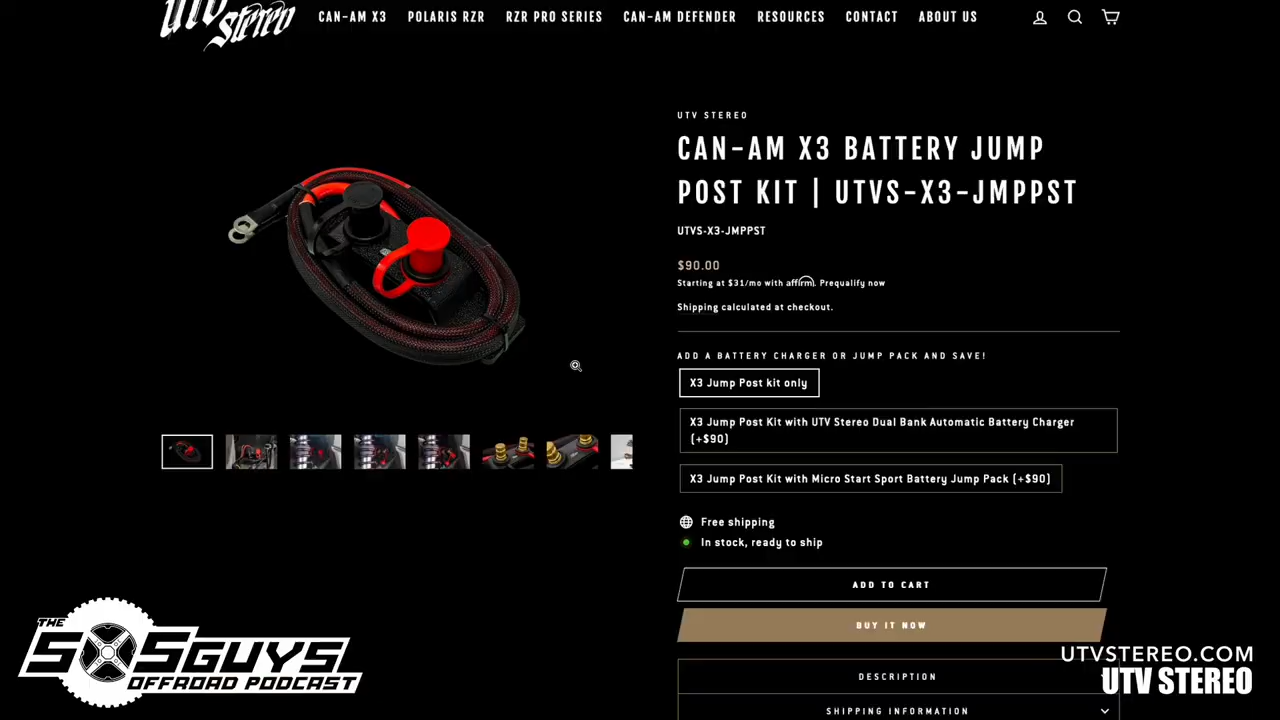 utv
stereo
CAN-AM X3 POLARIS RZR RZR PRO SERIES CAN-AM DEFENDER RESOURCES CONTACT ABOUT US
UTV STEREO
CAN-AM X3 BATTERY JUMP
POST KIT | UTVS-X3-JMPPST
UTVS-X3-JMPPST
$90.00
Starting at $31/mo with affirm. Prequalify now
Shipping calculated at checkout.
ADD A BATTERY CHARGER OR JUMP PACK AND SAVE!
X3 Jump Post kit only
X3 Jump Post Kit with UTV Stereo Dual Bank Automatic Battery Charger
(+$90)
X3 Jump Post Kit with Micro Start Sport Battery Jump Pack (+$90)
Free shipping
In stock, ready to ship
ADD TO CART
BUY IT NOW
DESCRIPTION
SHIPPING INFORMATION
THE
SXSGUYS
OFFROAD PODCAST
UTVSTEREO.COM
UTV STEREO